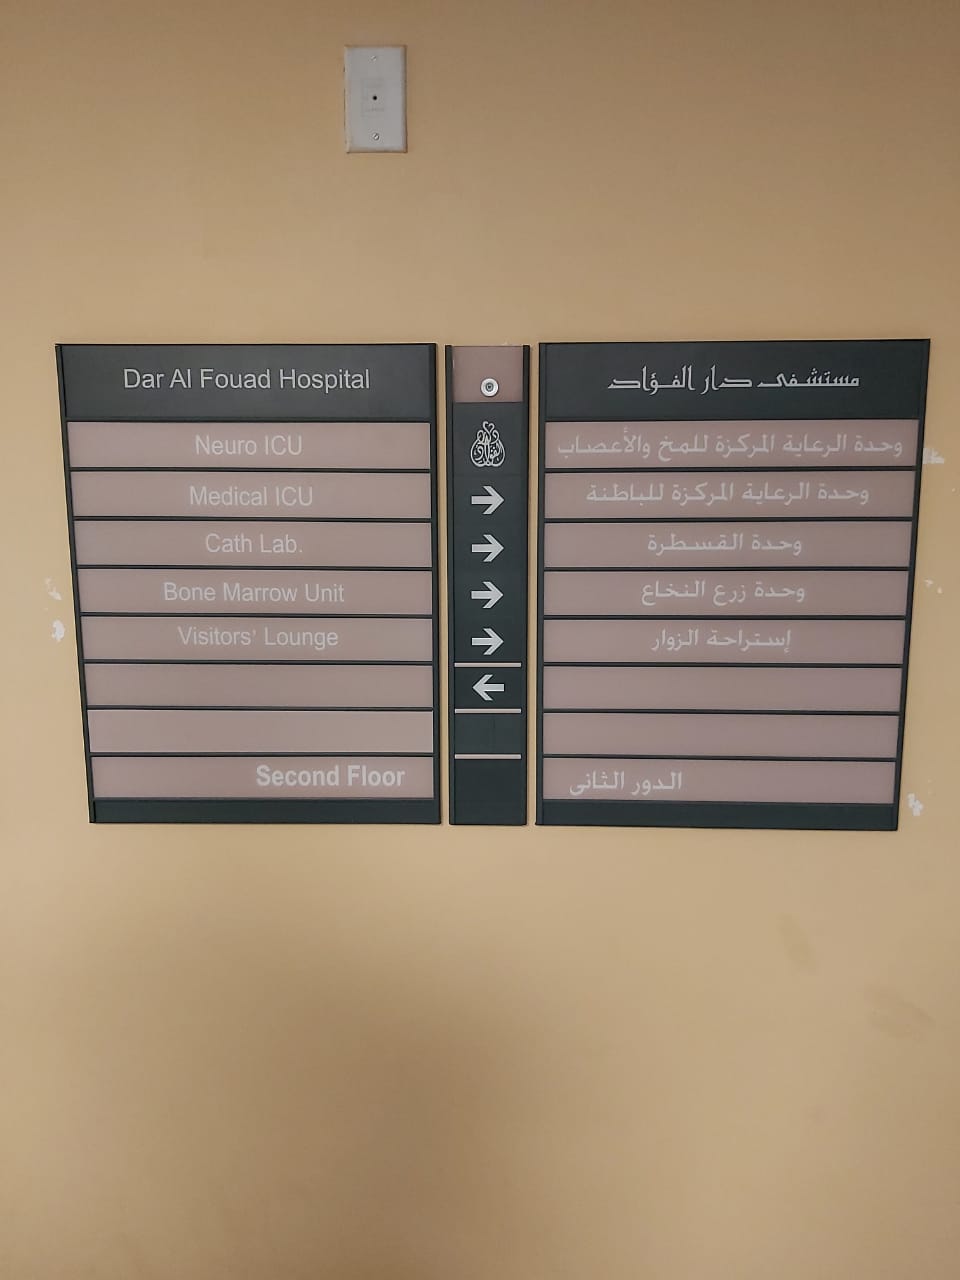 Dar Al Fouad Hospital
Neuro ICU
Medical ICU
Cath Lab.
Bone Marrow Unit
Visitors' Lounge
Second Floor
الفؤاد
مستشفى دار الفؤاد
وحدة الرعاية المركزة للمخ والأعصاب
وحدة الرعاية المركزة للباطنة
وحدة القسطرة
وحدة زرع النخاع
إستراحة الزوار
الدور الثانى